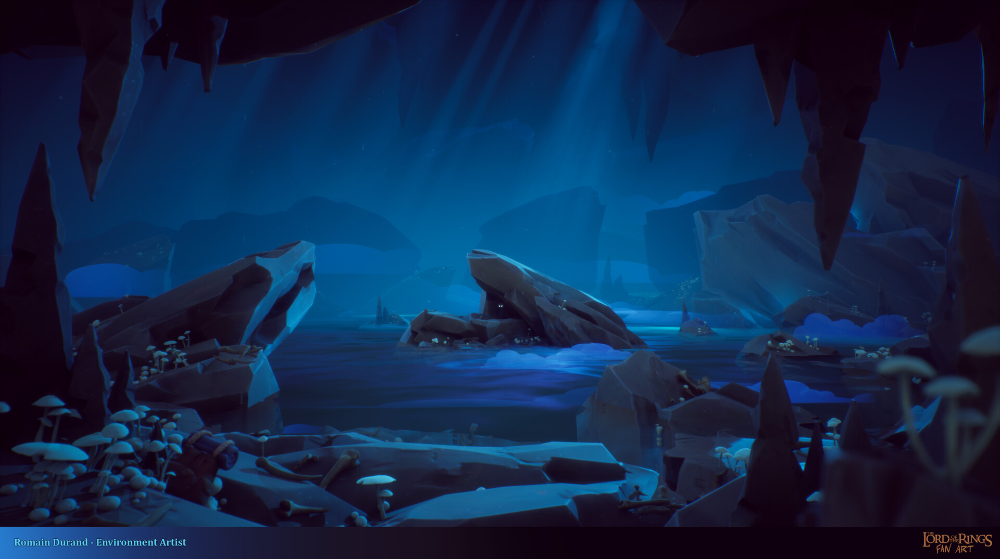 Romain Durand - Environment Artist
THE LORD OF THE RINGS
FAN ART